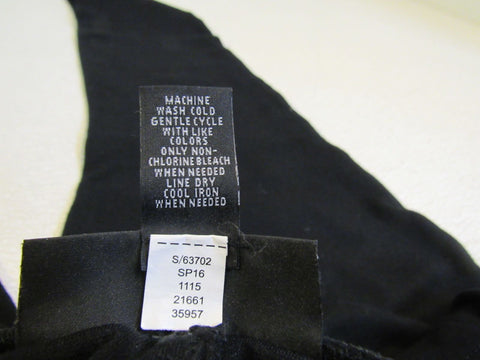 MACHINE
WASH COLD
GENTLE CYCLE
WITH LIKE
COLORS
ONLY NON-
CHLORINE BLEACH
WHEN NEEDED
LINE DRY
COOL IRON
WHEN NEEDED
S/63702
SP16
1115
21661
35957